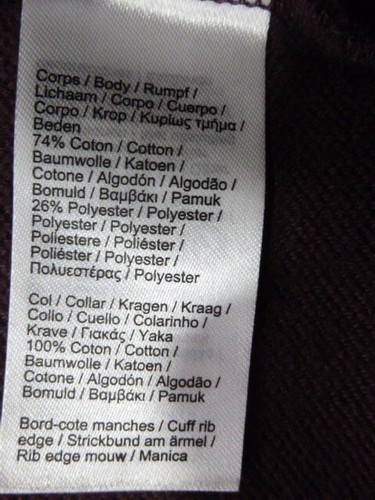 Corps / Body / Rumpf /
Lichaam / Corpo / Cuerpo /
Corpo / Krop / Κυρίως τμήμα /
Beden
74% Coton / Cotton /
Baumwolle / Katoen /
Cotone / Algodón / Algodão /
Bomuld / Βαμβάκι / Pamuk
26% Polyester / Polyester /
Polyester / Polyester /
Poliestere / Poliéster /
Poliéster / Polyester /
Πολυεστέρας / Polyester
Col / Collar / Kragen / Kraag /
Collo / Cuello / Colarinho /
Krave / Γιακάς / Yaka
100% Coton / Cotton /
Baumwolle / Katoen /
Cotone / Algodón / Algodão /
Bomuld / Βαμβάκι / Pamuk
Bord-cote manches / Cuff rib
edge / Strickbund am ärmel /
Rib edge mouw / Manica